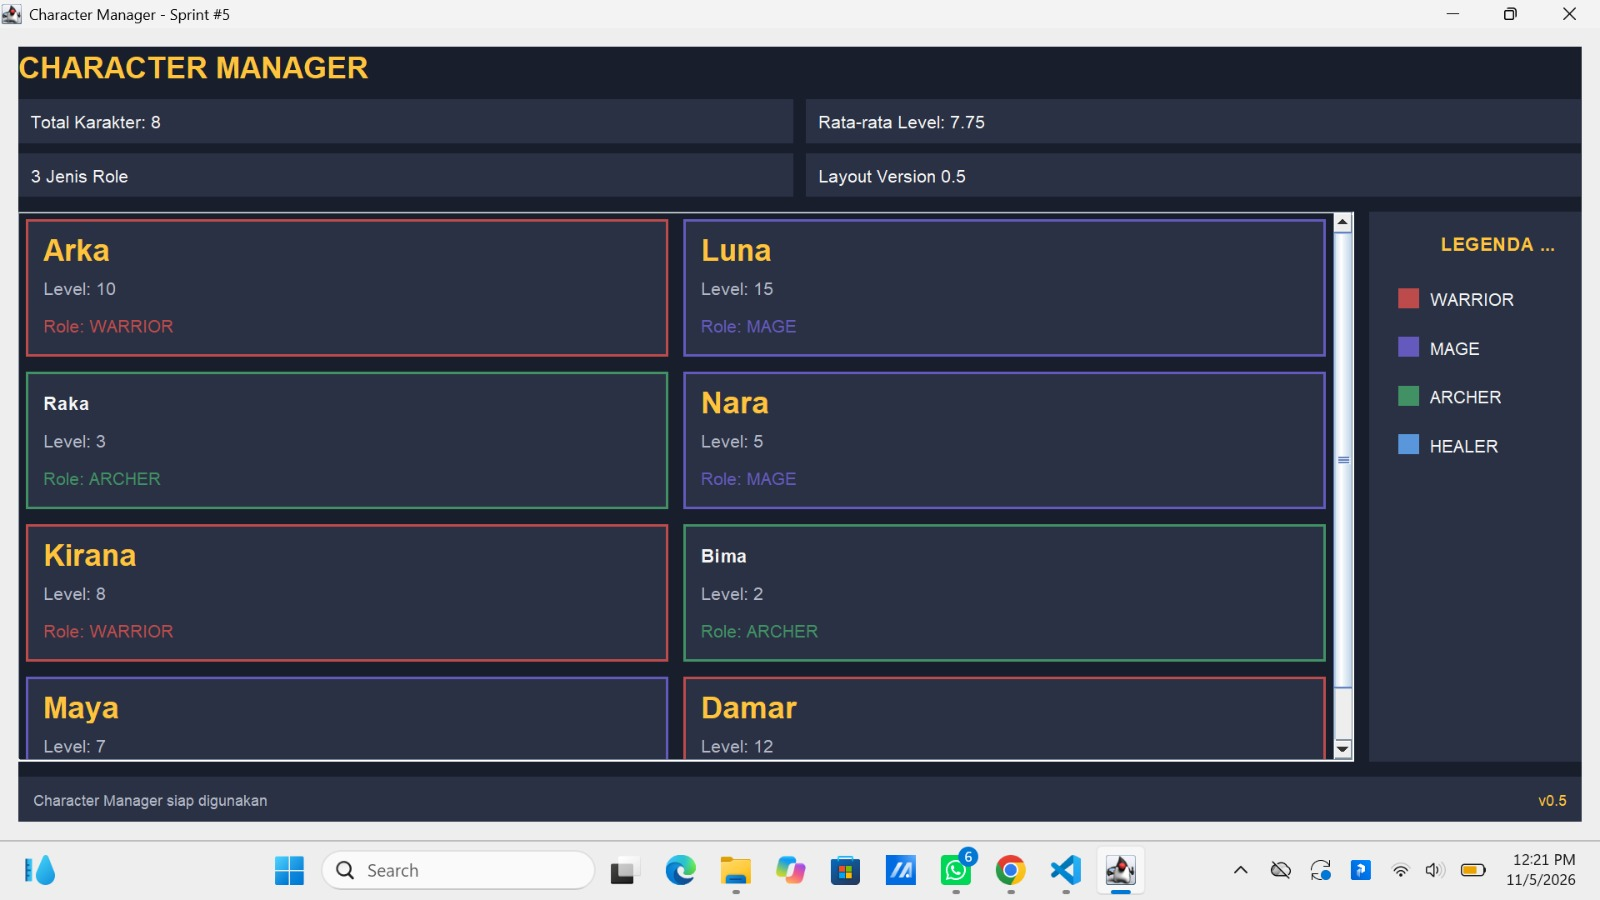 Character Manager - Sprint #5
CHARACTER MANAGER
Total Karakter: 8
Rata-rata Level: 7.75
3 Jenis Role
Layout Version 0.5
Arka
Level: 10
Role: WARRIOR
Luna
Level: 15
Role: MAGE
Raka
Level: 3
Role: ARCHER
Nara
Level: 5
Role: MAGE
Kirana
Level: 8
Role: WARRIOR
Bima
Level: 2
Role: ARCHER
Maya
Level: 7
Damar
Level: 12
LEGENDA ...
WARRIOR
MAGE
ARCHER
HEALER
Character Manager siap digunakan
v0.5
Search
6
12:21 PM
11/5/2026